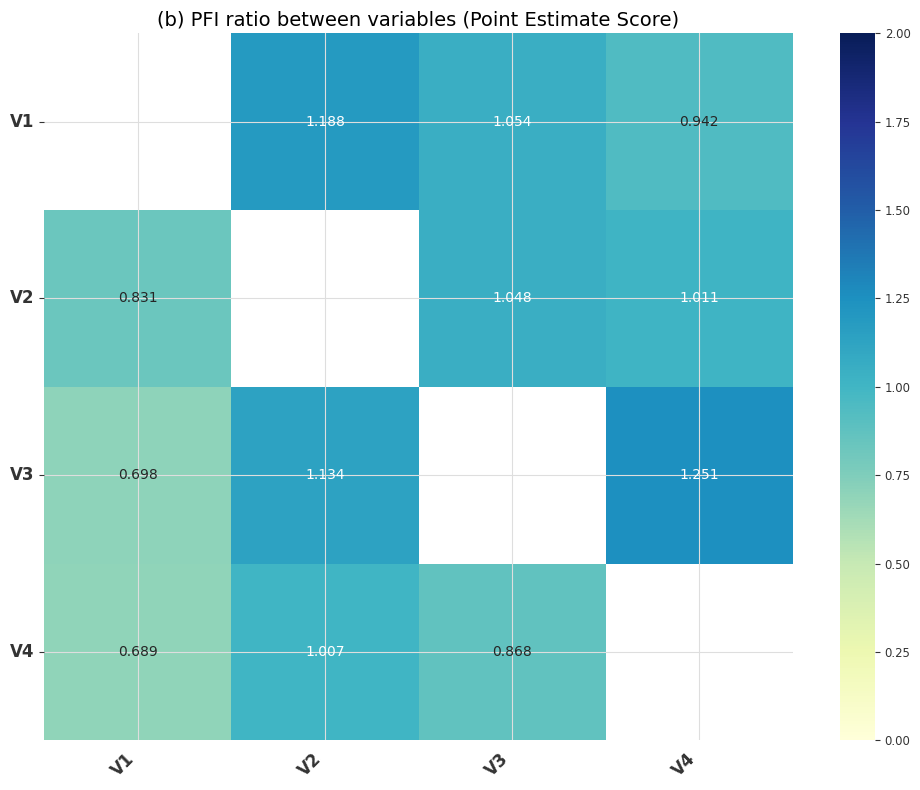 (b) PFI ratio between variables (Point Estimate Score)
V1 1.188 1.054 0.942
V2 0.831 1.048 1.011
V3 0.698 1.134 1.251
V4 0.689 1.007 0.868
V1 V2 V3 V4
2.00
1.75
1.50
1.25
1.00
0.75
0.50
0.25
0.00